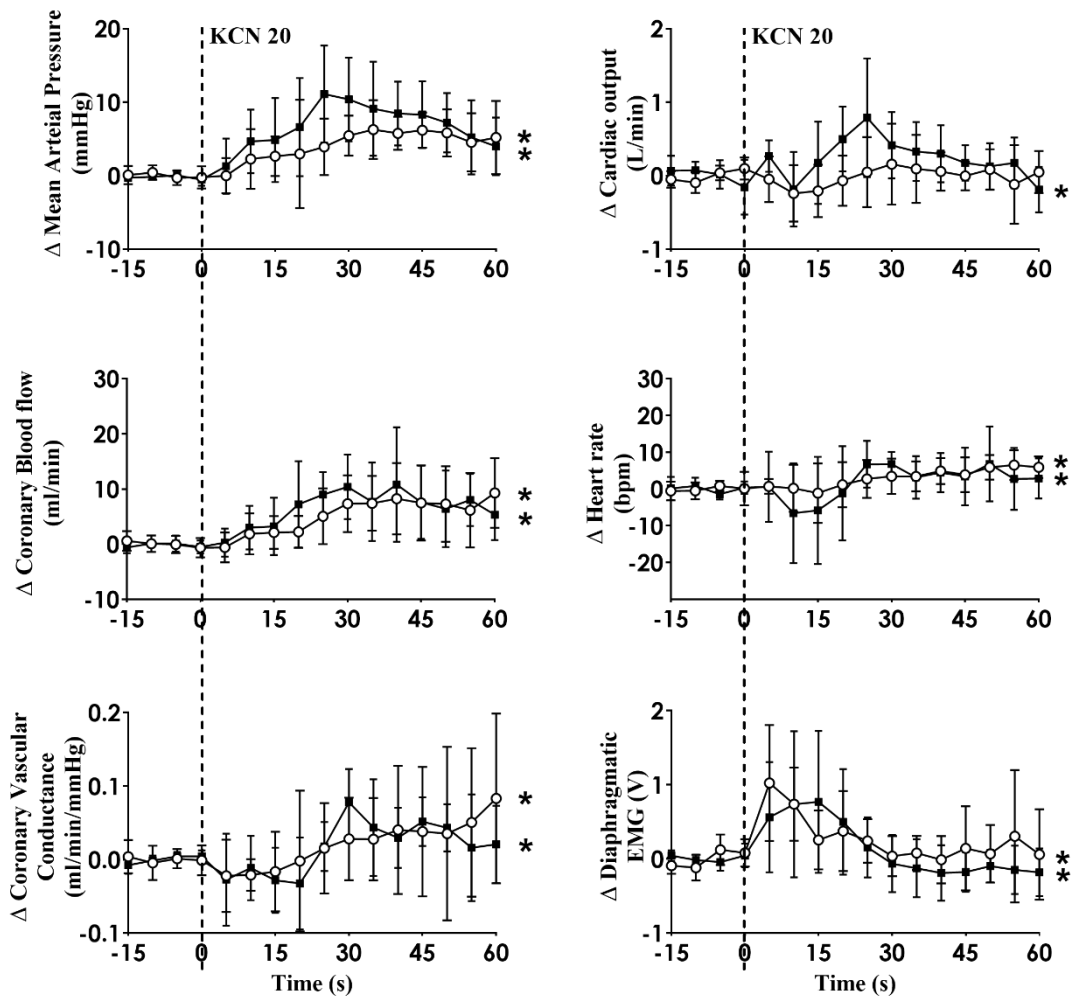 KCN 20
Δ Mean Arteial Pressure
(mmHg)
20
10
0
-10
-15 0 15 30 45 60
*
*
KCN 20
Δ Cardiac output
(L/min)
2
1
0
-1
-15 0 15 30 45 60
*
Δ Coronary Blood flow
(ml/min)
30
20
10
0
-10
-15 0 15 30 45 60
*
*
Δ Heart rate
(bpm)
30
20
10
0
-10
-20
-15 0 15 30 45 60
*
*
Δ Coronary Vascular
Conductance
(ml/min/mmHg)
0.2
0.1
0.0
-0.1
-15 0 15 30 45 60
*
*
Time (s)
Δ Diaphragmatic
EMG (V)
2
1
0
-1
-15 0 15 30 45 60
*
*
Time (s)